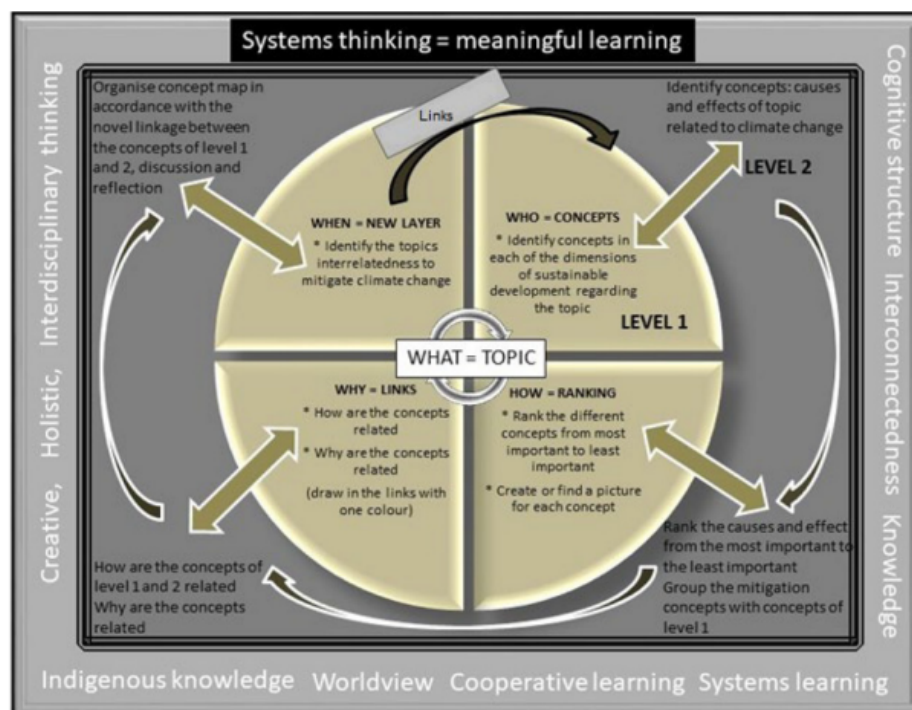 Systems thinking = meaningful learning
Creative, Holistic, Interdisciplinary thinking
Organise concept map in
accordance with the
novel linkage between
the concepts of level 1
and 2, discussion and
reflection
Links
Identify concepts: causes
and effects of topic
related to climate change
LEVEL 2
Cognitive structure Interconnectedness Knowledge
WHEN = NEW LAYER
* Identify the topics
interrelatedness to
mitigate climate change
WHO = CONCEPTS
* Identify concepts in
each of the dimensions
of sustainable
development regarding
the topic
LEVEL 1
WHAT = TOPIC
WHY = LINKS
* How are the concepts
related
* Why are the concepts
related
(draw in the links with
one colour)
HOW = RANKING
* Rank the different
concepts from most
important to least
important
* Create or find a picture
for each concept
How are the concepts of
level 1 and 2 related
Why are the concepts
related
Rank the causes and effect
from the most important to
the least important
Group the mitigation
concepts with concepts of
level 1
Indigenous knowledge Worldview Cooperative learning Systems learning